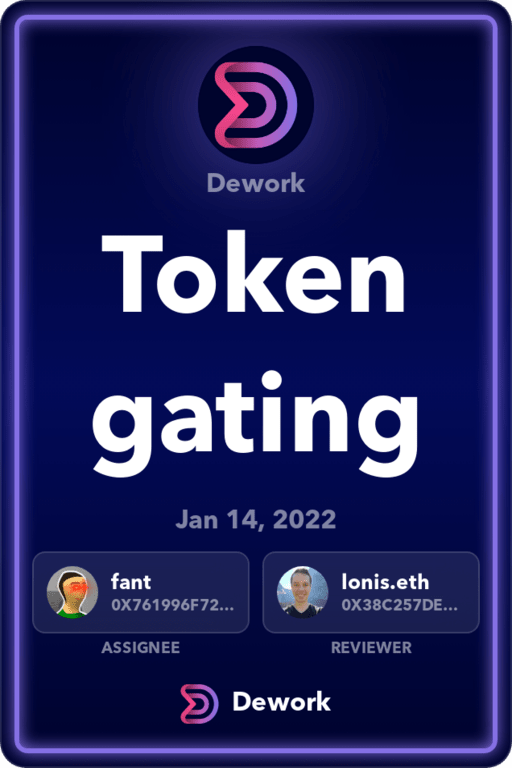 Dework
Token
gating
Jan 14, 2022
fant
0X761996F72...
lonis.eth
0X38C257DE...
ASSIGNEE
REVIEWER
Dework